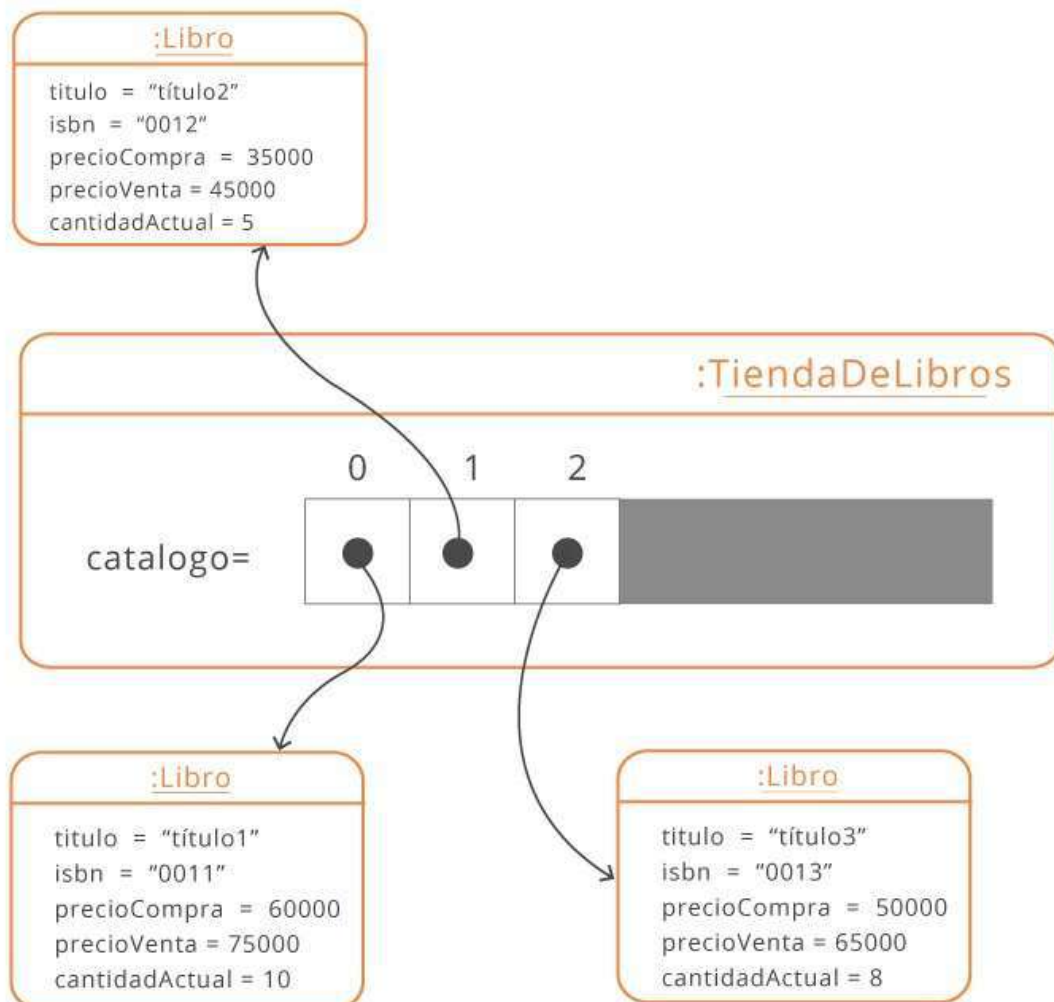 :Libro
titulo = “título2”
isbn = “0012”
precioCompra = 35000
precioVenta = 45000
cantidadActual = 5
:TiendaDeLibros
0 1 2
catalogo=
:Libro
titulo = “título1”
isbn = “0011”
precioCompra = 60000
precioVenta = 75000
cantidadActual = 10
:Libro
titulo = “título3”
isbn = “0013”
precioCompra = 50000
precioVenta = 65000
cantidadActual = 8